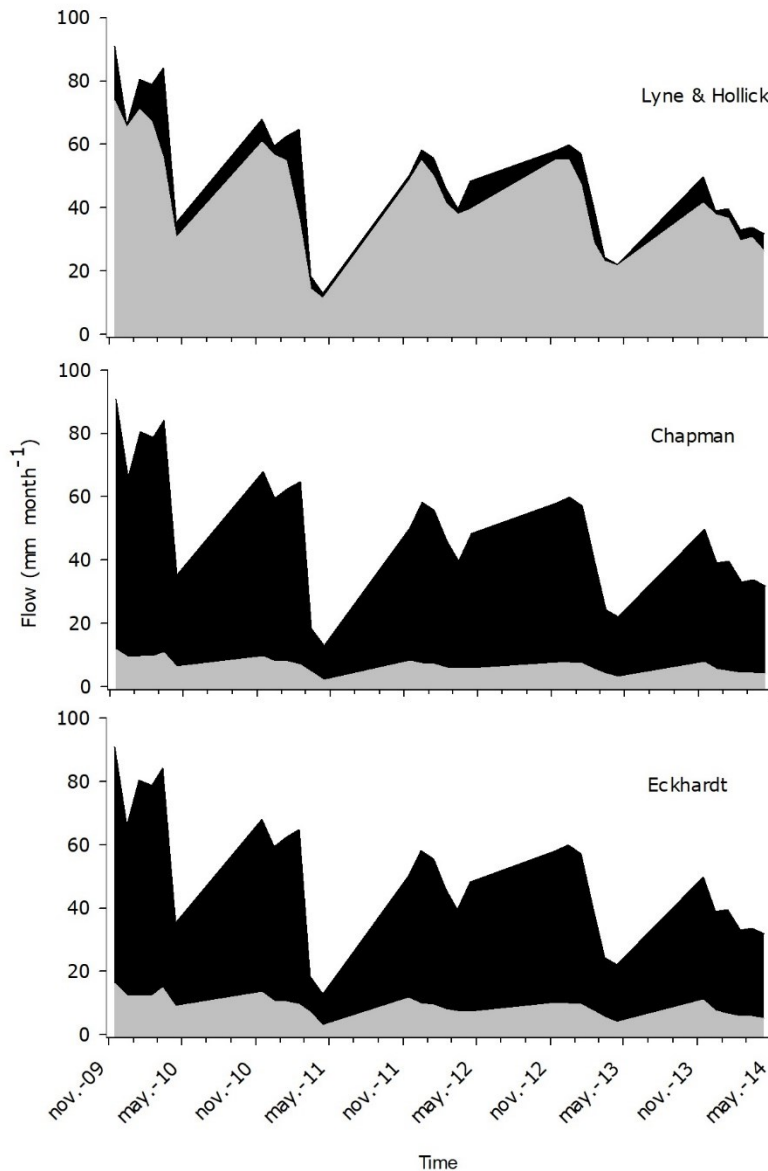 100
80
60
40
20
0
Lyne & Hollick
100
80
60
40
20
0
Chapman
Flow (mm month-1)
100
80
60
40
20
0
Eckhardt
nov.-09
may.-10
nov.-10
may.-11
nov.-11
may.-12
nov.-12
may.-13
nov.-13
may.-14
Time